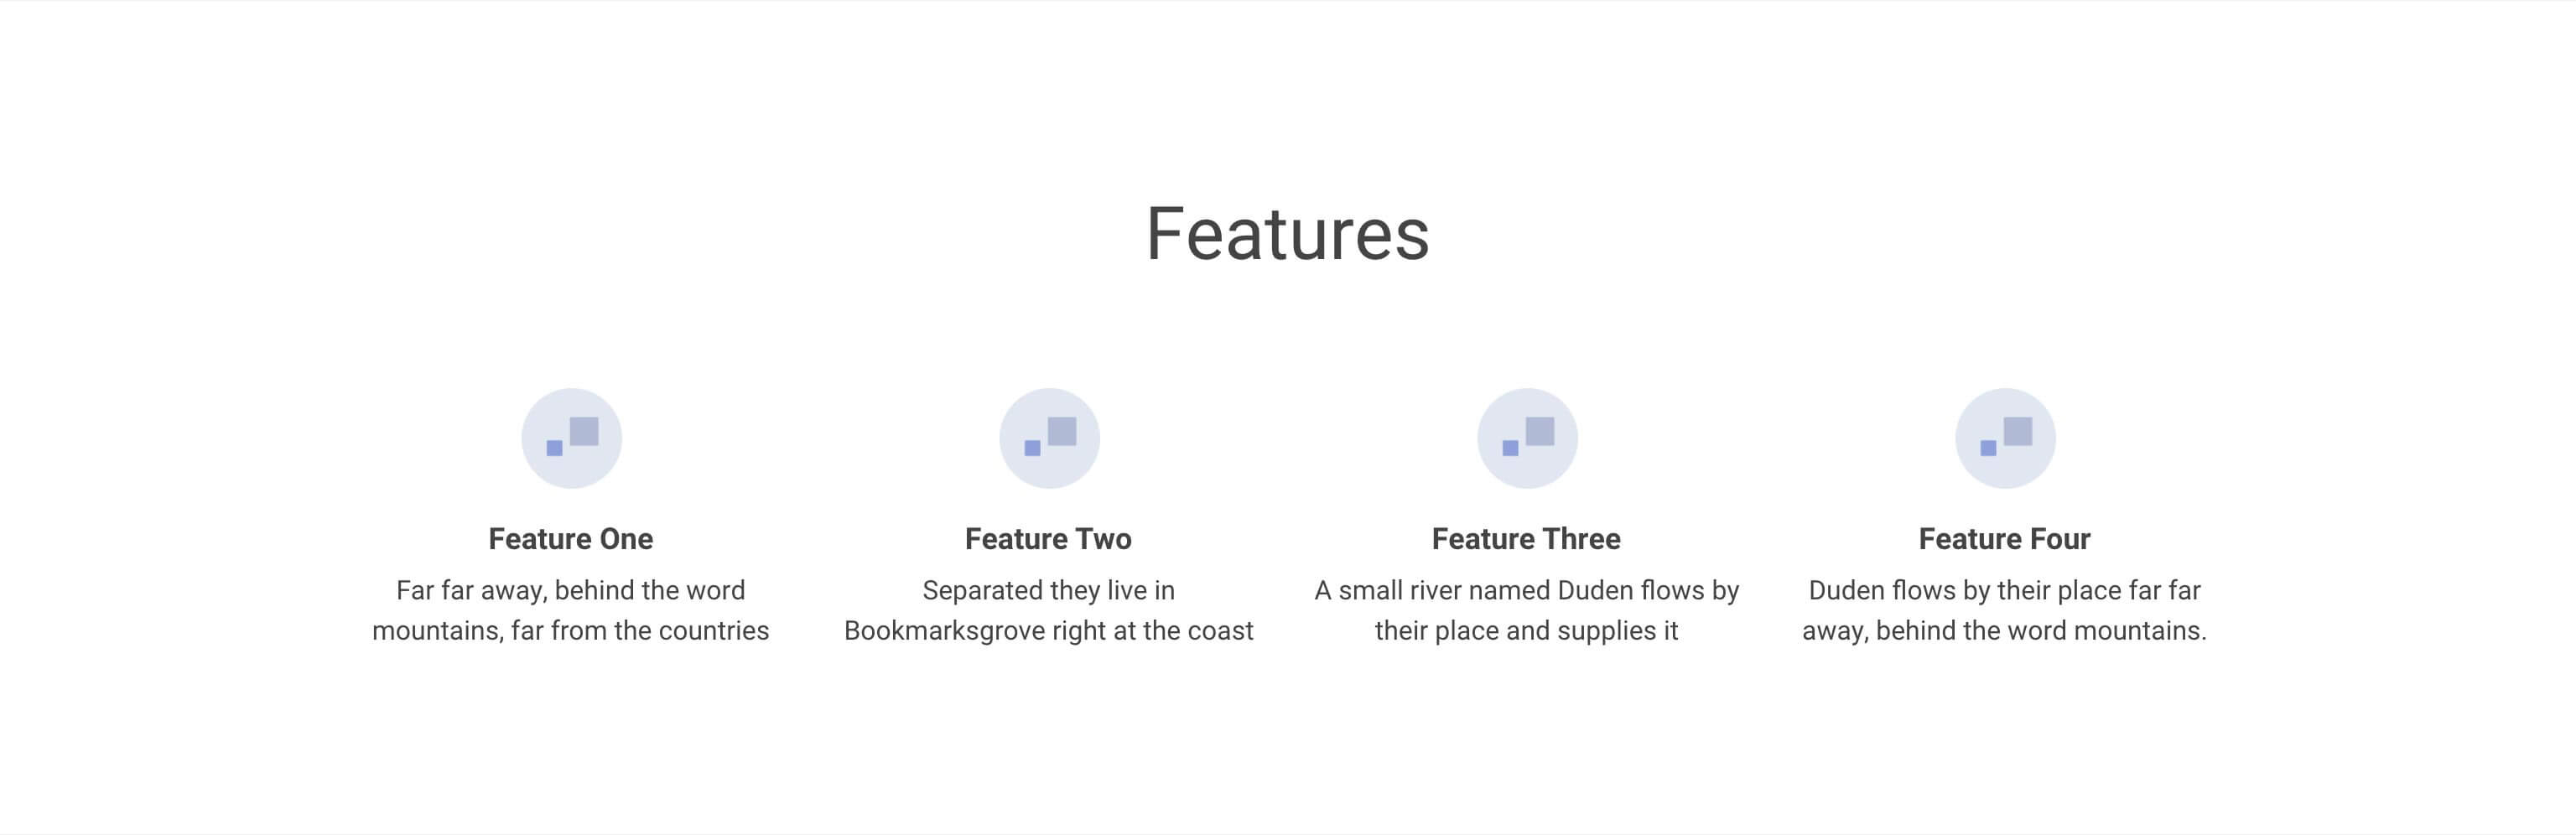 Features
Feature One
Far far away, behind the word
mountains, far from the countries
Feature Two
Separated they live in
Bookmarksgrove right at the coast
Feature Three
A small river named Duden flows by
their place and supplies it
Feature Four
Duden flows by their place far far
away, behind the word mountains.